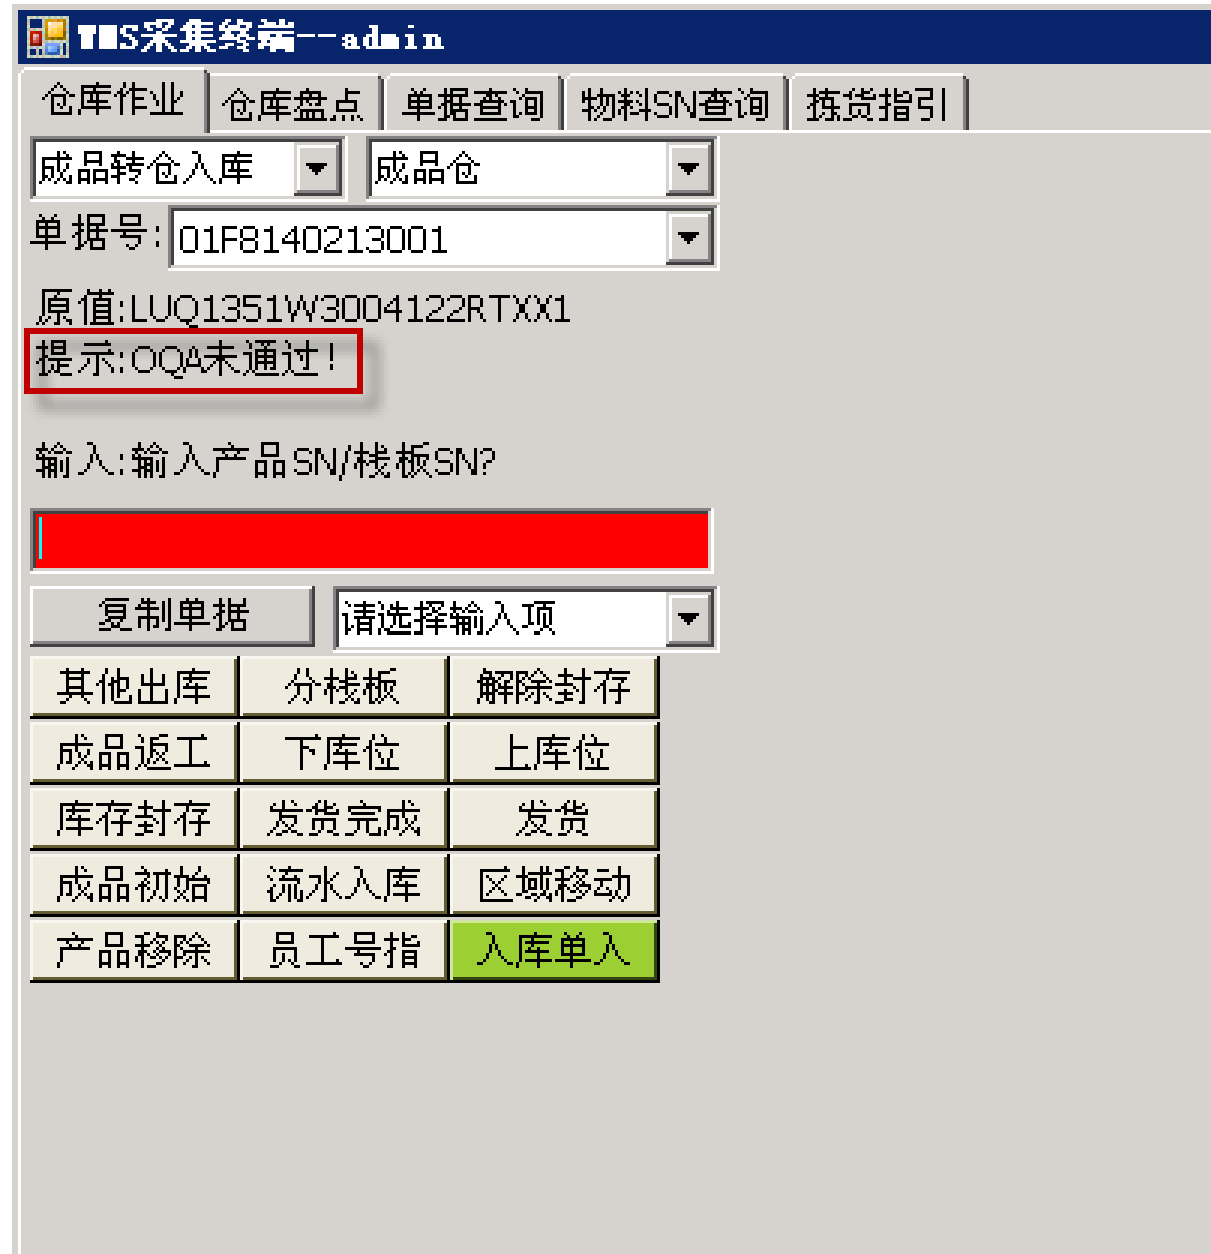 WMS采集终端--admin
仓库作业 仓库盘点 单据查询 物料SN查询 拣货指引
成品转仓入库 成品仓
单据号: 01F8140213001
原值:LUQ1351W3004122RTXX1
提示:OQA未通过!
输入:输入产品SN/栈板SN?
复制单据 请选择输入项
其他出库 分栈板 解除封存
成品返工 下库位 上库位
库存封存 发货完成 发货
成品初始 流水入库 区域移动
产品移除 员工号指 入库单入